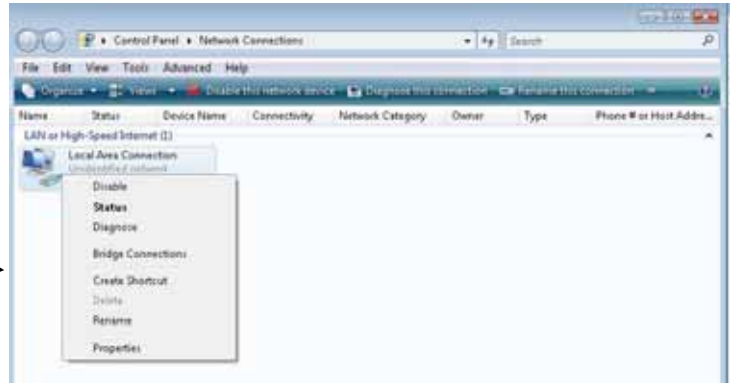 Control Panel Network Connections
Search
File Edit View Tools Advanced Help
Organize Views Disable this network device Diagnose this connection Rename this connection
Name Status Device Name Connectivity Network Category Owner Type Phone # or Host Addre...
LAN or High-Speed Internet (1)
Local Area Connection
Unidentified network
Disable
Status
Diagnose
Bridge Connections
Create Shortcut
Delete
Rename
Properties